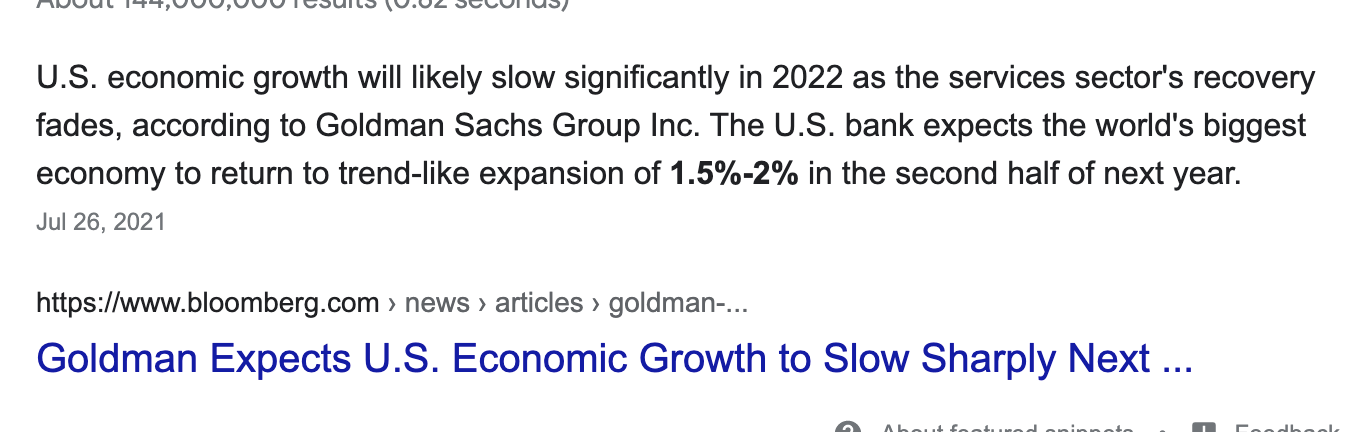 About 144,000,000 results (0.82 seconds)
U.S. economic growth will likely slow significantly in 2022 as the services sector's recovery
fades, according to Goldman Sachs Group Inc. The U.S. bank expects the world's biggest
economy to return to trend-like expansion of 1.5%-2% in the second half of next year.
Jul 26, 2021
https://www.bloomberg.com › news › articles › goldman-...
Goldman Expects U.S. Economic Growth to Slow Sharply Next ...
About featured snippets • Feedback